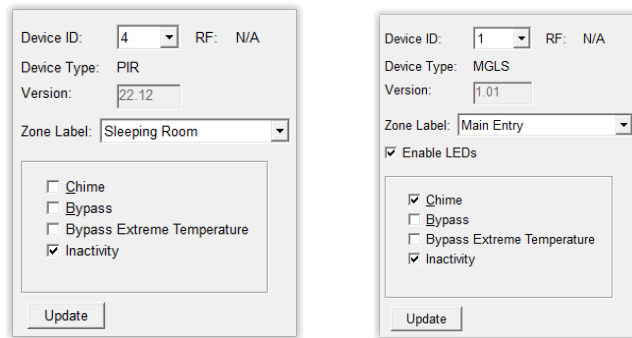 Device ID: 4 RF: N/A
Device Type: PIR
Version: 22.12
Zone Label: Sleeping Room
Chime
Bypass
Bypass Extreme Temperature
Inactivity
Update
Device ID: 1 RF: N/A
Device Type: MGLS
Version: 1.01
Zone Label: Main Entry
Enable LEDs
Chime
Bypass
Bypass Extreme Temperature
Inactivity
Update